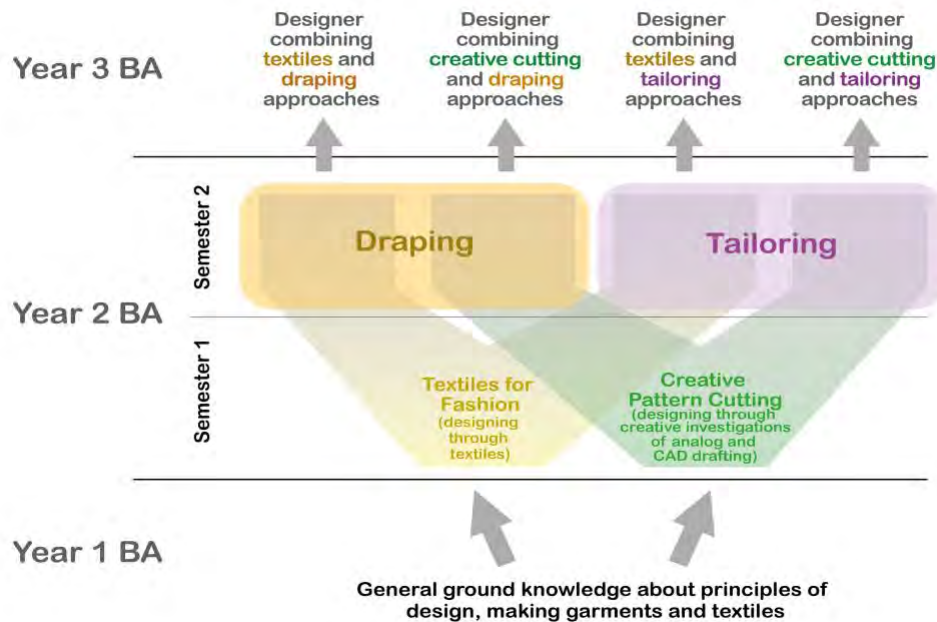 Year 3 BA
Designer
combining
textiles and
draping
approaches
Designer
combining
creative cutting
and draping
approaches
Designer
combining
textiles and
tailoring
approaches
Designer
combining
creative cutting
and tailoring
approaches
Year 2 BA
Semester 2
Draping
Tailoring
Semester 1
Textiles for
Fashion
(designing
through
textiles)
Creative
Pattern Cutting
(designing through
creative investigations
of analog and
CAD drafting)
Year 1 BA
General ground knowledge about principles of
design, making garments and textiles